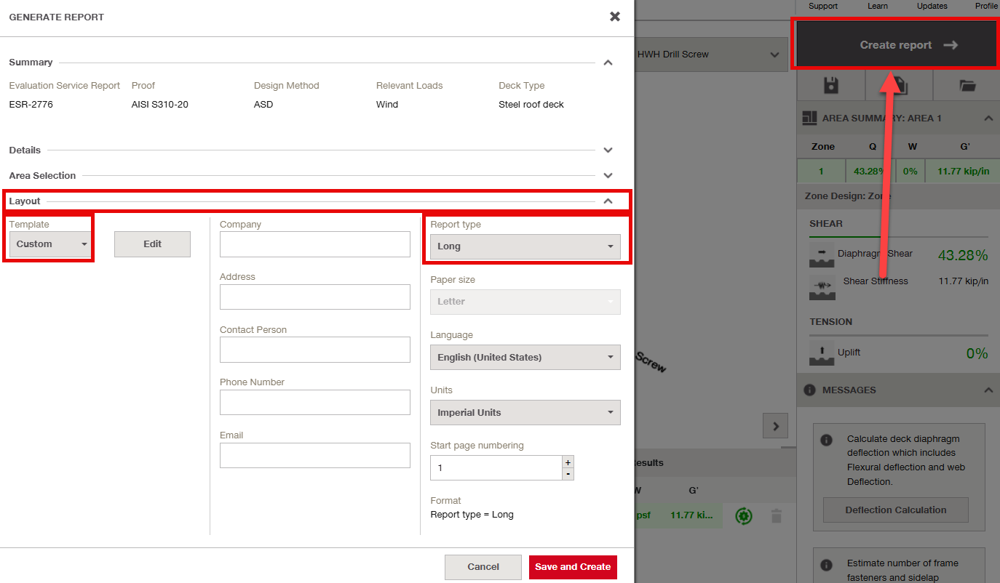 GENERATE REPORT
Summary
Evaluation Service Report Proof Design Method Relevant Loads Deck Type
ESR-2776 AISI S310-20 ASD Wind Steel roof deck
Details
Area Selection
Layout
Template
Custom
Edit
Company
Address
Contact Person
Phone Number
Email
Report type
Long
Paper size
Letter
Language
English (United States)
Units
Imperial Units
Start page numbering
1
+
-
Format
Report type = Long
Cancel Save and Create
HWH Drill Screw
Screw
W G'
psf 11.77 ki...
Support Learn Updates Profile
Create report
AREA SUMMARY: AREA 1
Zone Q W G'
1 43.28% 0% 11.77 kip/in
Zone Design:
SHEAR
Diaphragm Shear 43.28%
Shear Stiffness 11.77 kip/in
TENSION
Uplift 0%
MESSAGES
Calculate deck diaphragm
deflection which includes
Flexural deflection and web
Deflection.
Deflection Calculation
Estimate number of frame
fasteners and sidelap